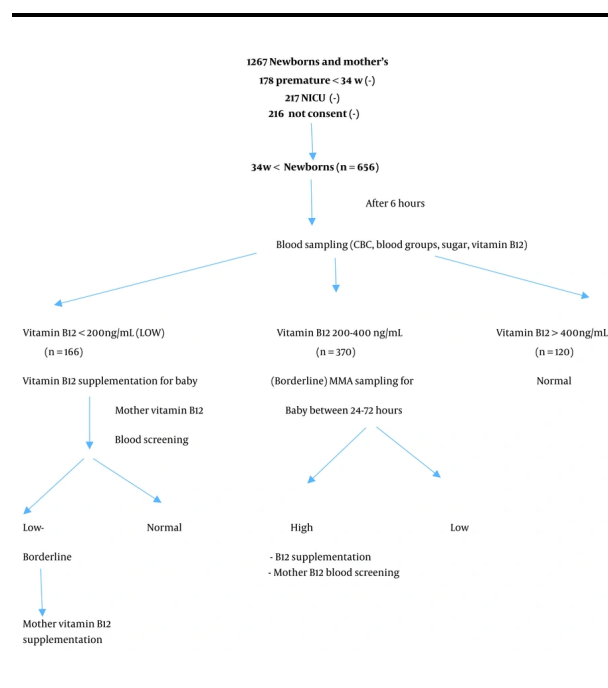 1267 Newborns and mother's
178 premature < 34 w (-)
217 NICU (-)
216 not consent (-)
34w < Newborns (n = 656)
After 6 hours
Blood sampling (CBC, blood groups, sugar, vitamin B12)
Vitamin B12 < 200ng/mL (LOW)
(n = 166)
Vitamin B12 supplementation for baby
Mother vitamin B12
Blood screening
Low-
Borderline
Normal
Mother vitamin B12
supplementation
Vitamin B12 200-400 ng/mL
(n = 370)
(Borderline) MMA sampling for
Baby between 24-72 hours
High
- B12 supplementation
- Mother B12 blood screening
Low
Vitamin B12 > 400ng/mL
(n = 120)
Normal